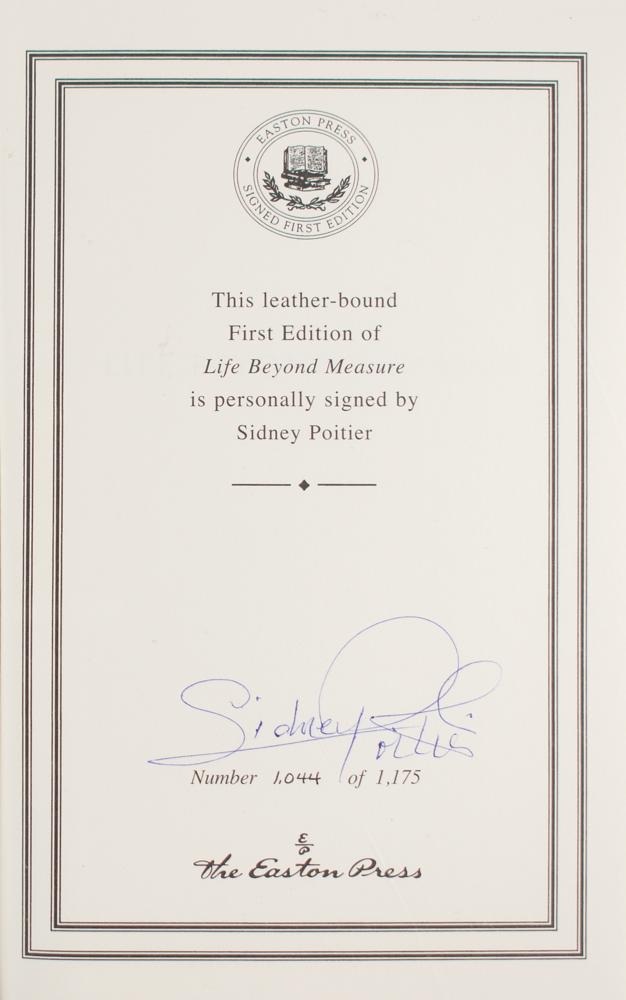 EASTON PRESS
SIGNED FIRST EDITION
This leather-bound
First Edition of
Life Beyond Measure
is personally signed by
Sidney Poitier
Sidney Poitier
Number 1,044 of 1,175
E
P
The Easton Press